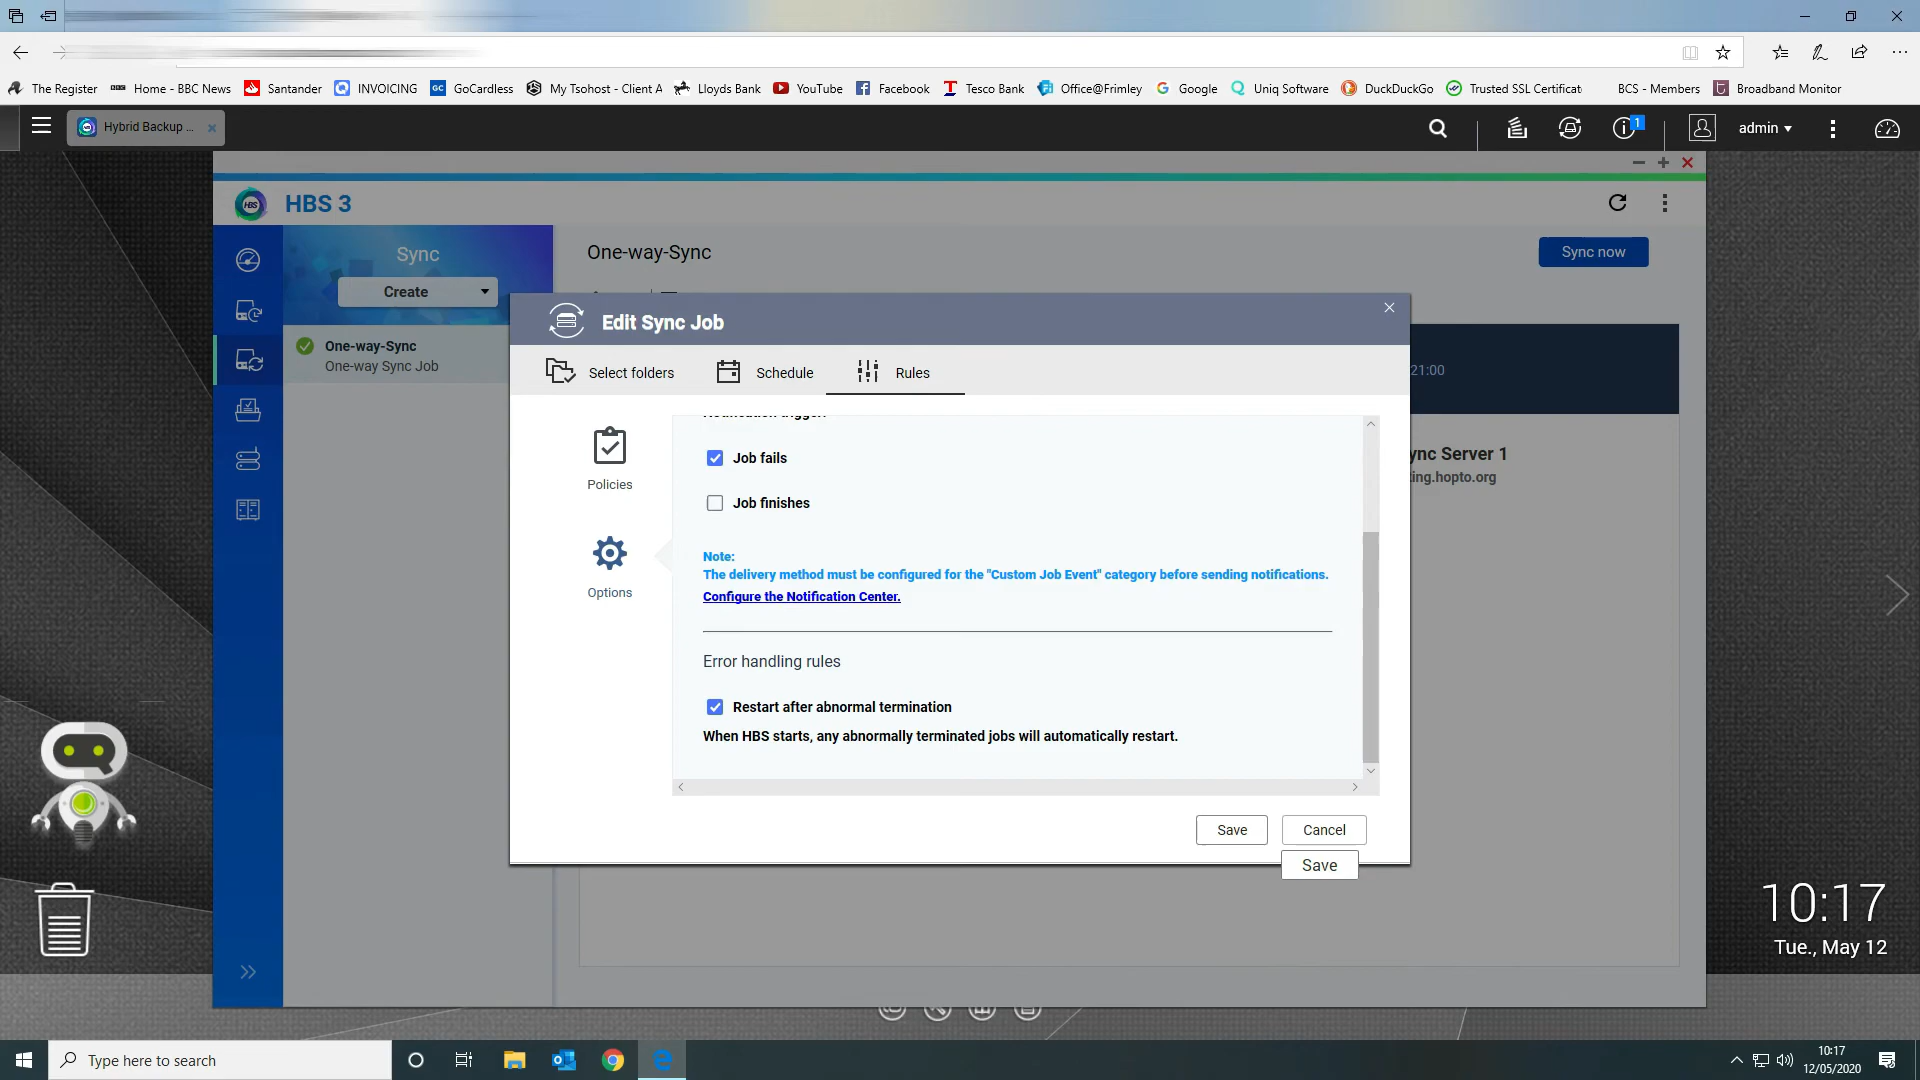 The Register
Home - BBC News
Santander
INVOICING
GC
GoCardless
My Tsohost - Client A
Lloyds Bank
YouTube
Facebook
Tesco Bank
Office@Frimley
Google
Uniq Software
DuckDuckGo
Trusted SSL Certificat
BCS - Members
Broadband Monitor
Hybrid Backup ...
1
admin
HBS
HBS 3
Sync
Create
One-way-Sync
One-way Sync Job
One-way-Sync
Sync now
21:00
ync Server 1
ing.hopto.org
Edit Sync Job
Select folders
Schedule
Rules
Policies
Options
Notification trigger:
Job fails
Job finishes
Note:
The delivery method must be configured for the "Custom Job Event" category before sending notifications.
Configure the Notification Center.
Error handling rules
Restart after abnormal termination
When HBS starts, any abnormally terminated jobs will automatically restart.
Save
Cancel
Save
10:17
Tue., May 12
Type here to search
10:17
12/05/2020